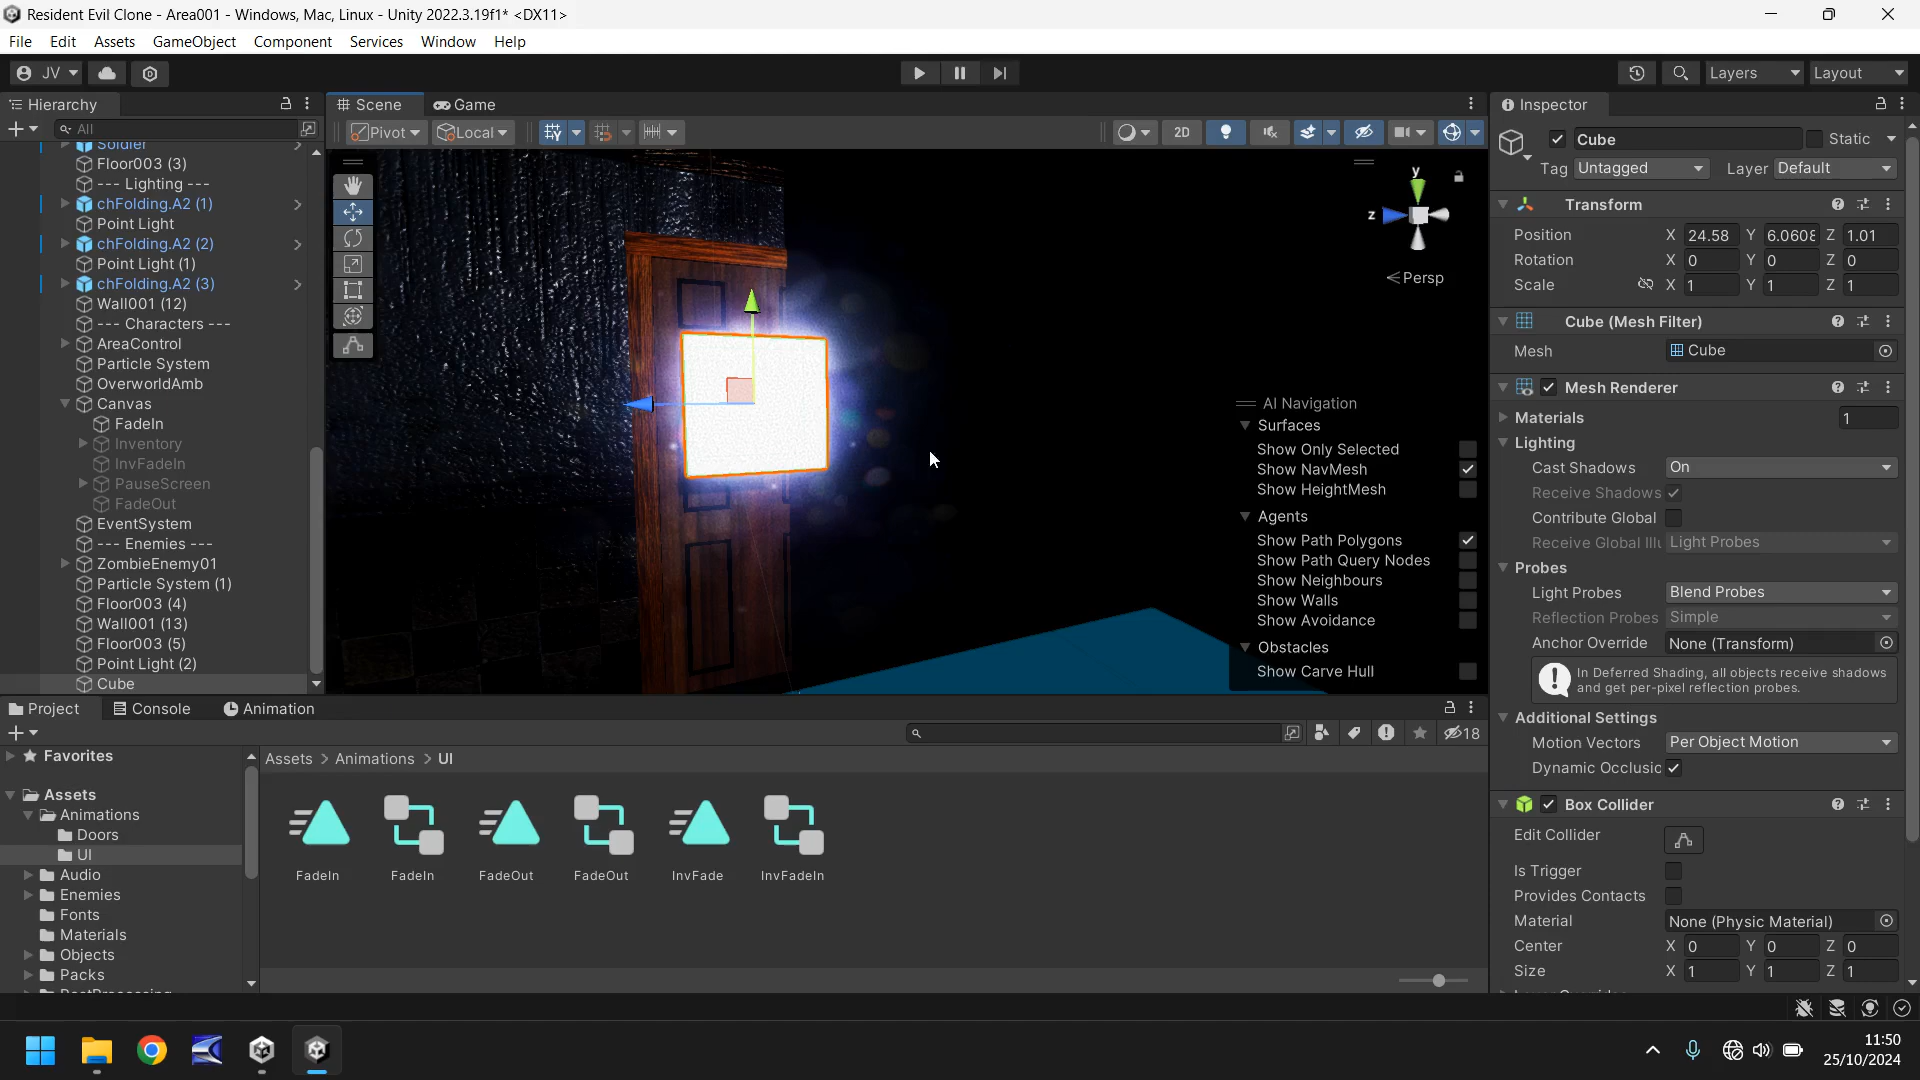 Resident Evil Clone - Area001 - Windows, Mac, Linux - Unity 2022.3.19f1* <DX11>
File Edit Assets GameObject Component Services Window Help
JV Layers Layout
Hierarchy
All
Soldier
Floor003 (3)
--- Lighting ---
chFolding.A2 (1)
Point Light
chFolding.A2 (2)
Point Light (1)
chFolding.A2 (3)
Wall001 (12)
--- Characters ---
AreaControl
Particle System
OverworldAmb
Canvas
FadeIn
Inventory
InvFadeIn
PauseScreen
FadeOut
EventSystem
--- Enemies ---
ZombieEnemy01
Particle System (1)
Floor003 (4)
Wall001 (13)
Floor003 (5)
Point Light (2)
Cube
Scene Game
Pivot Local 2D
y
z
Persp
AI Navigation
Surfaces
Show Only Selected
Show NavMesh
Show HeightMesh
Agents
Show Path Polygons
Show Path Query Nodes
Show Neighbours
Show Walls
Show Avoidance
Obstacles
Show Carve Hull
Inspector
Cube Static
Tag Untagged Layer Default
Transform
Position X 24.58 Y 6.0608 Z 1.01
Rotation X 0 Y 0 Z 0
Scale X 1 Y 1 Z 1
Cube (Mesh Filter)
Mesh Cube
Mesh Renderer
Materials 1
Lighting
Cast Shadows On
Receive Shadows
Contribute Global
Receive Global Illu Light Probes
Probes
Light Probes Blend Probes
Reflection Probes Simple
Anchor Override None (Transform)
In Deferred Shading, all objects receive shadows
and get per-pixel reflection probes.
Additional Settings
Motion Vectors Per Object Motion
Dynamic Occlusic
Box Collider
Edit Collider
Is Trigger
Provides Contacts
Material None (Physic Material)
Center X 0 Y 0 Z 0
Size X 1 Y 1 Z 1
Project Console Animation
18
Favorites
Assets
Animations
Doors
UI
Audio
Enemies
Fonts
Materials
Objects
Packs
Assets > Animations > UI
FadeIn FadeIn FadeOut FadeOut InvFade InvFadeIn
11:50
25/10/2024